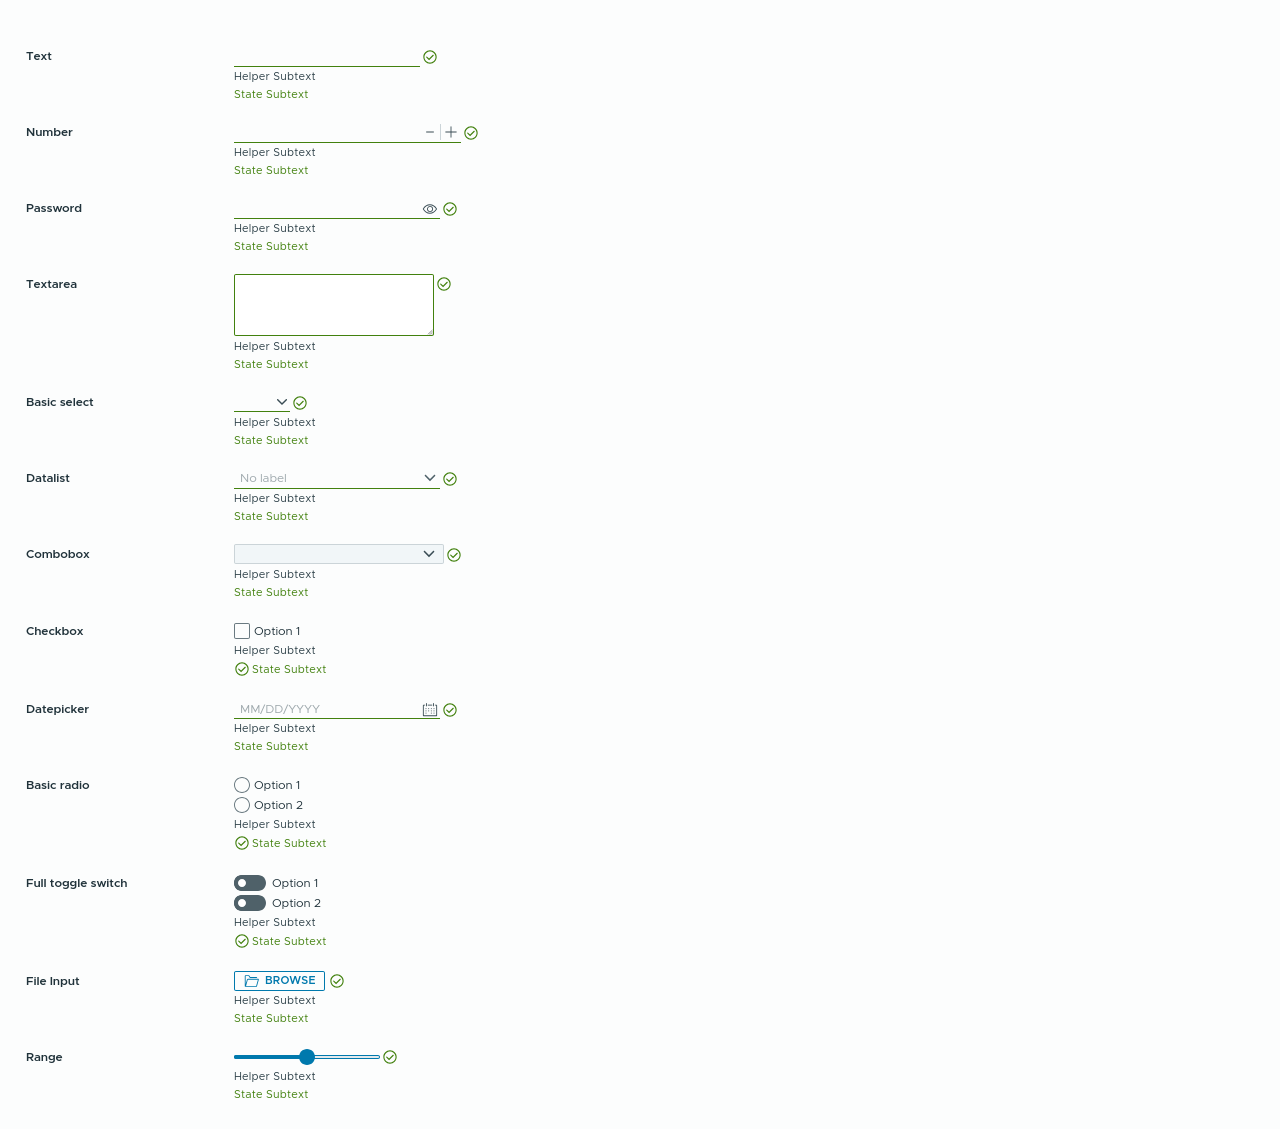 Text
Helper Subtext
State Subtext
Number
Helper Subtext
State Subtext
Password
Helper Subtext
State Subtext
Textarea
Helper Subtext
State Subtext
Basic select
Helper Subtext
State Subtext
Datalist
No label
Helper Subtext
State Subtext
Combobox
Helper Subtext
State Subtext
Checkbox
Option 1
Helper Subtext
State Subtext
Datepicker
MM/DD/YYYY
Helper Subtext
State Subtext
Basic radio
Option 1
Option 2
Helper Subtext
State Subtext
Full toggle switch
Option 1
Option 2
Helper Subtext
State Subtext
File Input
BROWSE
Helper Subtext
State Subtext
Range
Helper Subtext
State Subtext